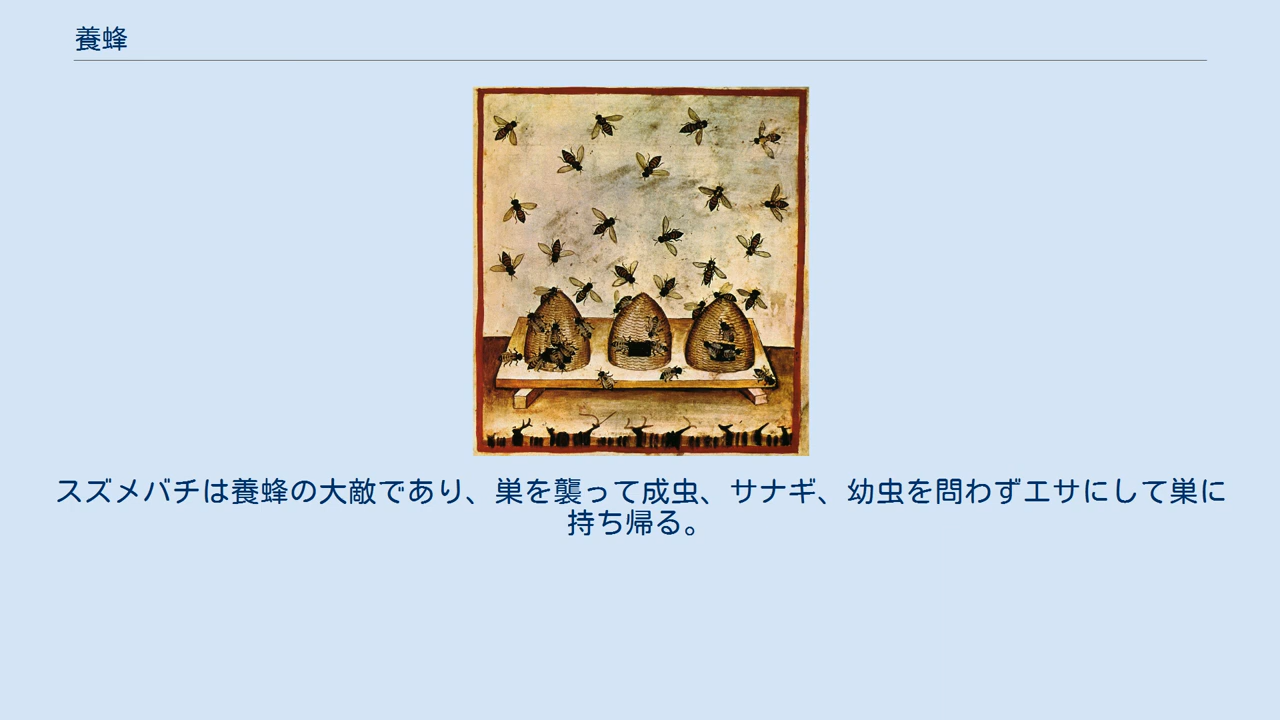 養蜂
スズメバチは養蜂の大敵であり、巣を襲って成虫、サナギ、幼虫を問わずエサにして巣に
持ち帰る。